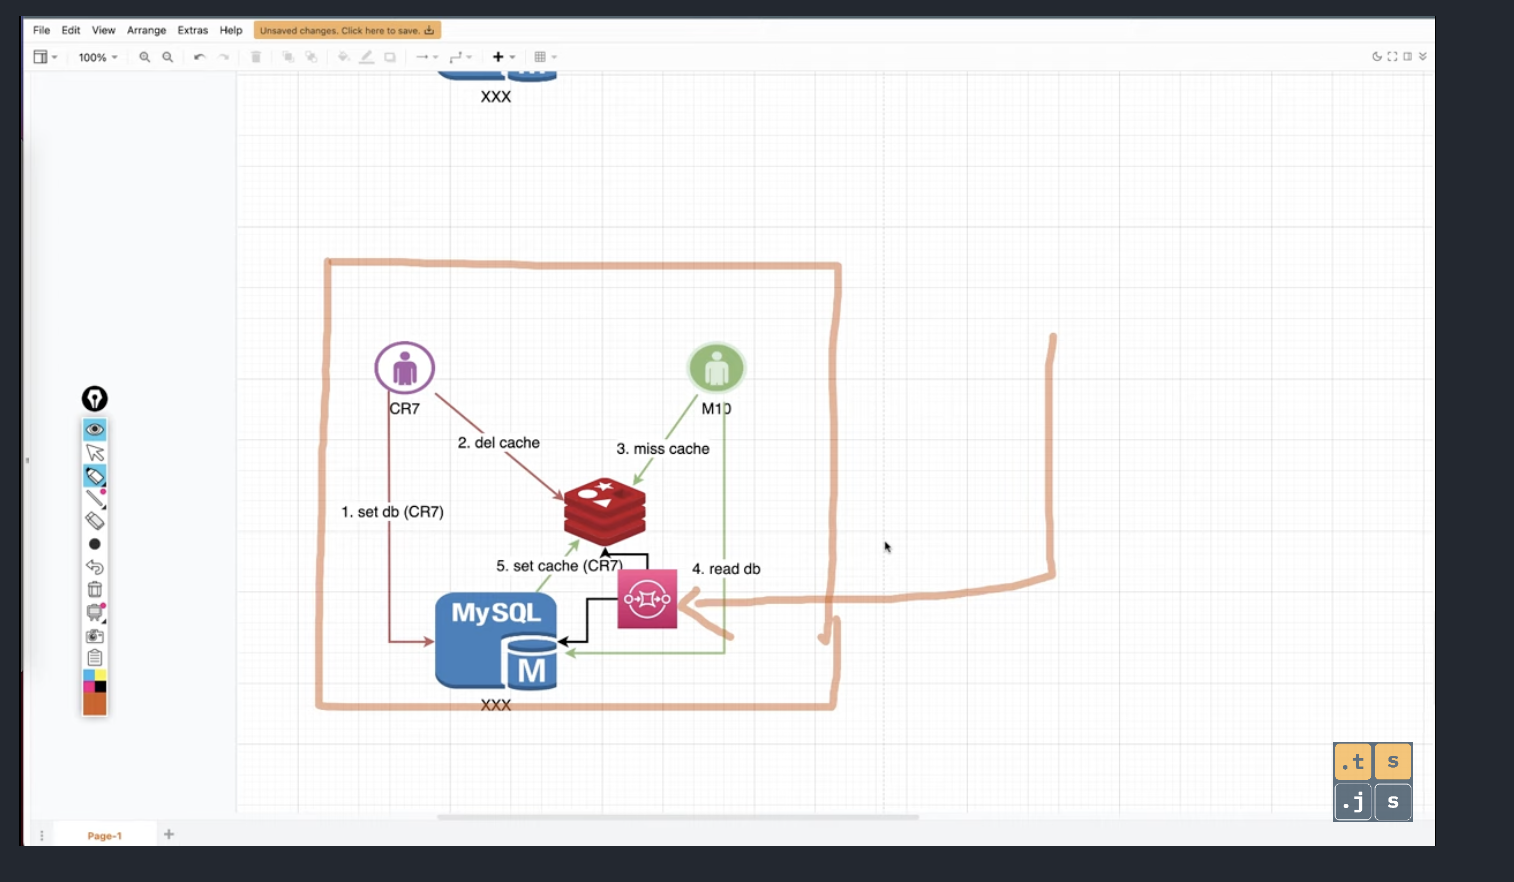 File Edit View Arrange Extras Help Unsaved changes. Click here to save.
100%
XXX
CR7
M10
2. del cache
3. miss cache
1. set db (CR7)
5. set cache (CR7)
4. read db
MySQL
M
XXX
.t s
.j s
Page-1